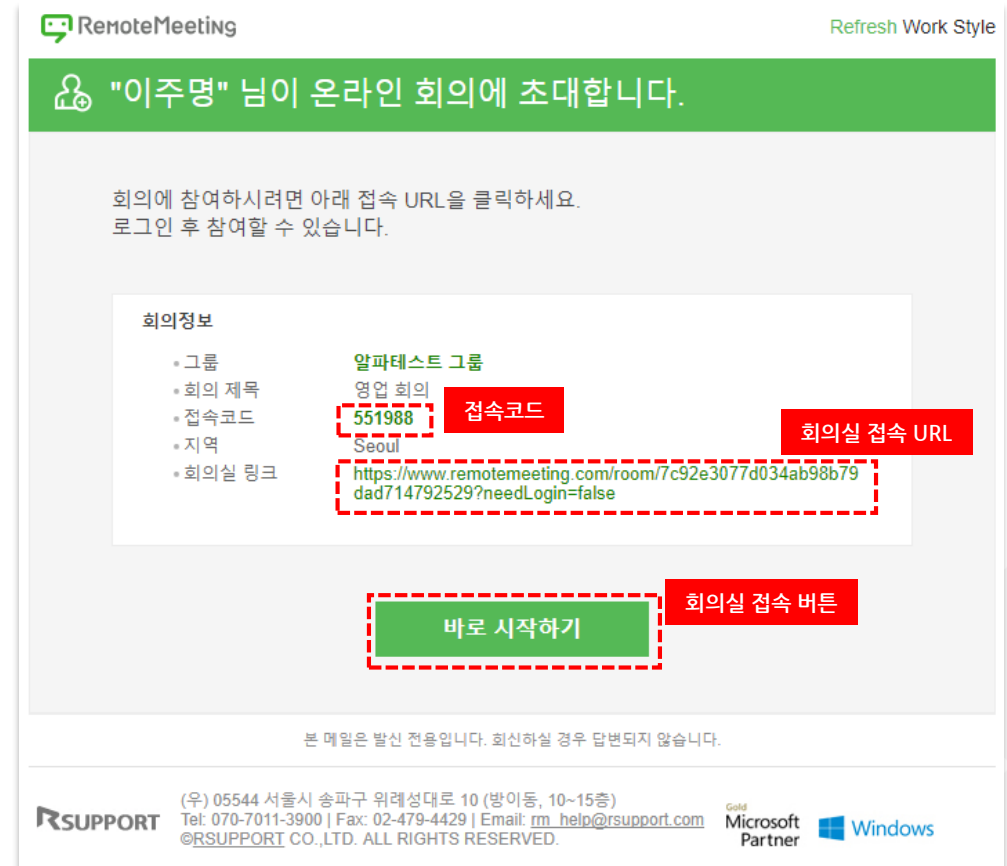 RemoteMeeting
Refresh Work Style
"이주명" 님이 온라인 회의에 초대합니다.
회의에 참여하시려면 아래 접속 URL을 클릭하세요.
로그인 후 참여할 수 있습니다.
회의정보
그룹 알파테스트 그룹
회의 제목 영업 회의
접속코드 551988 접속코드
지역 Seoul
회의실 접속 URL
회의실 링크 https://www.remotemeeting.com/room/7c92e3077d034ab98b79
dad714792529?needLogin=false
회의실 접속 버튼
바로 시작하기
본 메일은 발신 전용입니다. 회신하실 경우 답변되지 않습니다.
RSUPPORT
(우) 05544 서울시 송파구 위례성대로 10 (방이동, 10~15층)
Tel: 070-7011-3900 | Fax: 02-479-4429 | Email: rm_help@rsupport.com
©RSUPPORT CO.,LTD. ALL RIGHTS RESERVED.
Gold
Microsoft
Partner
Windows